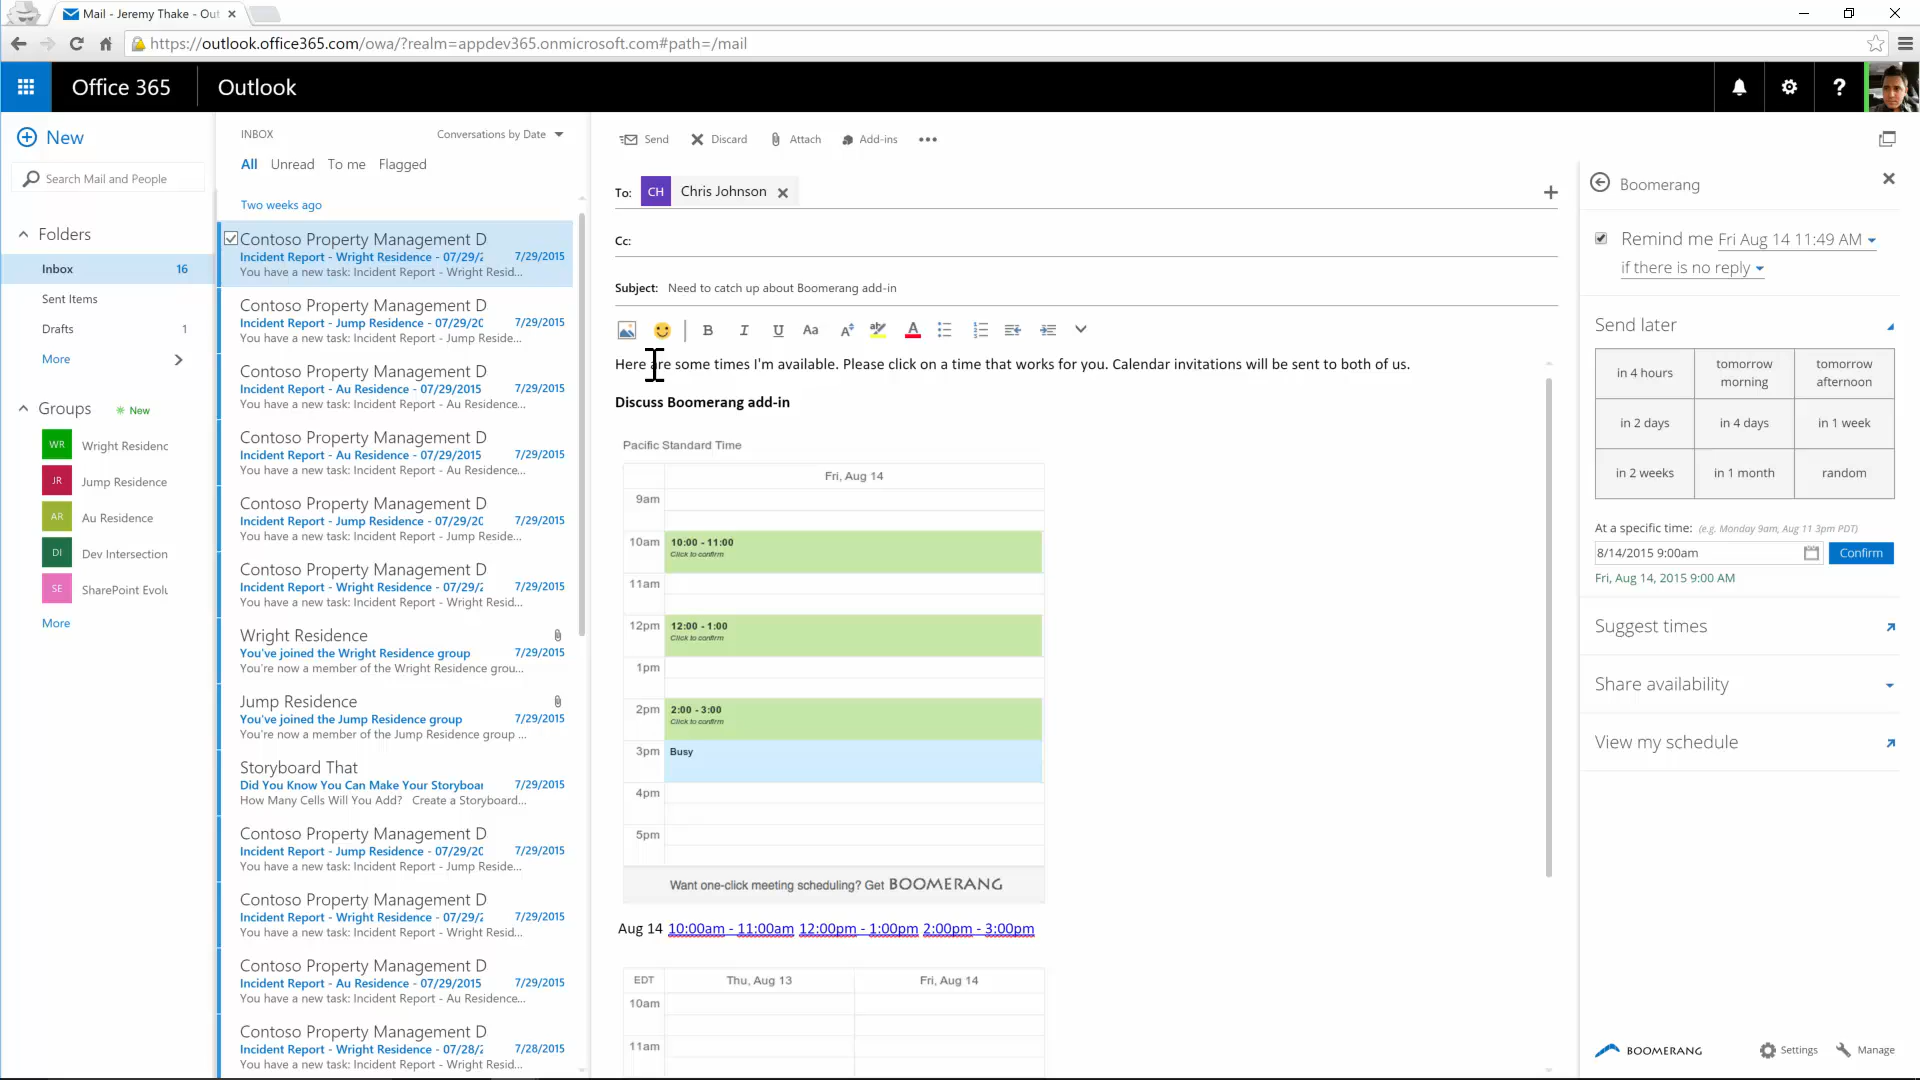 Mail - Jeremy Thake - Out
https://outlook.office365.com/owa/?realm=appdev365.onmicrosoft.com#path=/mail
Office 365
Outlook
?
New
Search Mail and People
Folders
Inbox 16
Sent Items
Drafts 1
More
Groups New
WR Wright Residenc
JR Jump Residence
AR Au Residence
DI Dev Intersection
SE SharePoint Evolu
More
INBOX
Conversations by Date
All Unread To me Flagged
Two weeks ago
Contoso Property Management D
Incident Report - Wright Residence - 07/29/2 7/29/2015
You have a new task: Incident Report - Wright Resid...
Contoso Property Management D
Incident Report - Jump Residence - 07/29/20 7/29/2015
You have a new task: Incident Report - Jump Reside...
Contoso Property Management D
Incident Report - Au Residence - 07/29/2015 7/29/2015
You have a new task: Incident Report - Au Residence...
Contoso Property Management D
Incident Report - Au Residence - 07/29/2015 7/29/2015
You have a new task: Incident Report - Au Residence...
Contoso Property Management D
Incident Report - Jump Residence - 07/29/20 7/29/2015
You have a new task: Incident Report - Jump Reside...
Contoso Property Management D
Incident Report - Wright Residence - 07/29/2 7/29/2015
You have a new task: Incident Report - Wright Resid...
Wright Residence
You've joined the Wright Residence group 7/29/2015
You're now a member of the Wright Residence grou...
Jump Residence
You've joined the Jump Residence group 7/29/2015
You're now a member of the Jump Residence group ...
Storyboard That
Did You Know You Can Make Your Storyboar 7/29/2015
How Many Cells Will You Add? Create a Storyboard...
Contoso Property Management D
Incident Report - Jump Residence - 07/29/20 7/29/2015
You have a new task: Incident Report - Jump Reside...
Contoso Property Management D
Incident Report - Wright Residence - 07/29/2 7/29/2015
You have a new task: Incident Report - Wright Resid...
Contoso Property Management D
Incident Report - Au Residence - 07/29/2015 7/29/2015
You have a new task: Incident Report - Au Residence...
Contoso Property Management D
Incident Report - Wright Residence - 07/28/2 7/28/2015
You have a new task: Incident Report - Wright Resid...
Send Discard Attach Add-ins
To: CH Chris Johnson
Cc:
Subject: Need to catch up about Boomerang add-in
B I U Aa A ab A
Here are some times I'm available. Please click on a time that works for you. Calendar invitations will be sent to both of us.
Discuss Boomerang add-in
Pacific Standard Time
Fri, Aug 14
9am
10am 10:00 - 11:00
Click to confirm
11am
12pm 12:00 - 1:00
Click to confirm
1pm
2pm 2:00 - 3:00
Click to confirm
3pm Busy
4pm
5pm
Want one-click meeting scheduling? Get BOOMERANG
Aug 14 10:00am - 11:00am 12:00pm - 1:00pm 2:00pm - 3:00pm
EDT Thu, Aug 13 Fri, Aug 14
10am
11am
Boomerang
Remind me Fri Aug 14 11:49 AM
if there is no reply
Send later
in 4 hours
tomorrow morning
tomorrow afternoon
in 2 days
in 4 days
in 1 week
in 2 weeks
in 1 month
random
At a specific time: (e.g. Monday 9am, Aug 11 3pm PDT)
8/14/2015 9:00am
Confirm
Fri, Aug 14, 2015 9:00 AM
Suggest times
Share availability
View my schedule
BOOMERANG
Settings
Manage